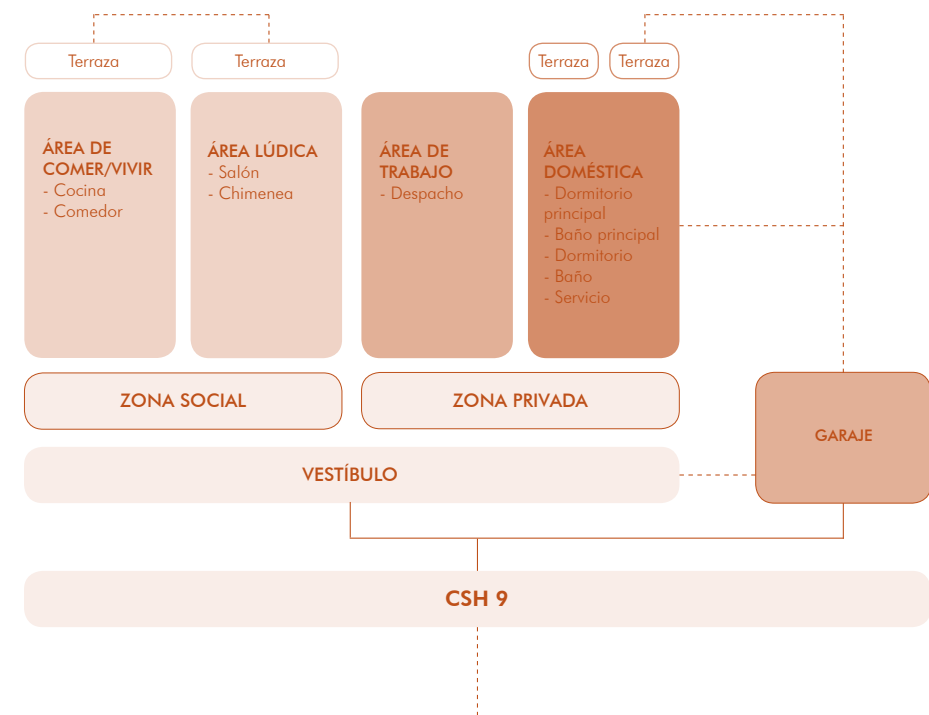 Terraza
Terraza
Terraza
Terraza
ÁREA DE
COMER/VIVIR
- Cocina
- Comedor
ÁREA LÚDICA
- Salón
- Chimenea
ÁREA DE
TRABAJO
- Despacho
ÁREA
DOMÉSTICA
- Dormitorio
principal
- Baño principal
- Dormitorio
- Baño
- Servicio
ZONA SOCIAL
ZONA PRIVADA
GARAJE
VESTÍBULO
CSH 9